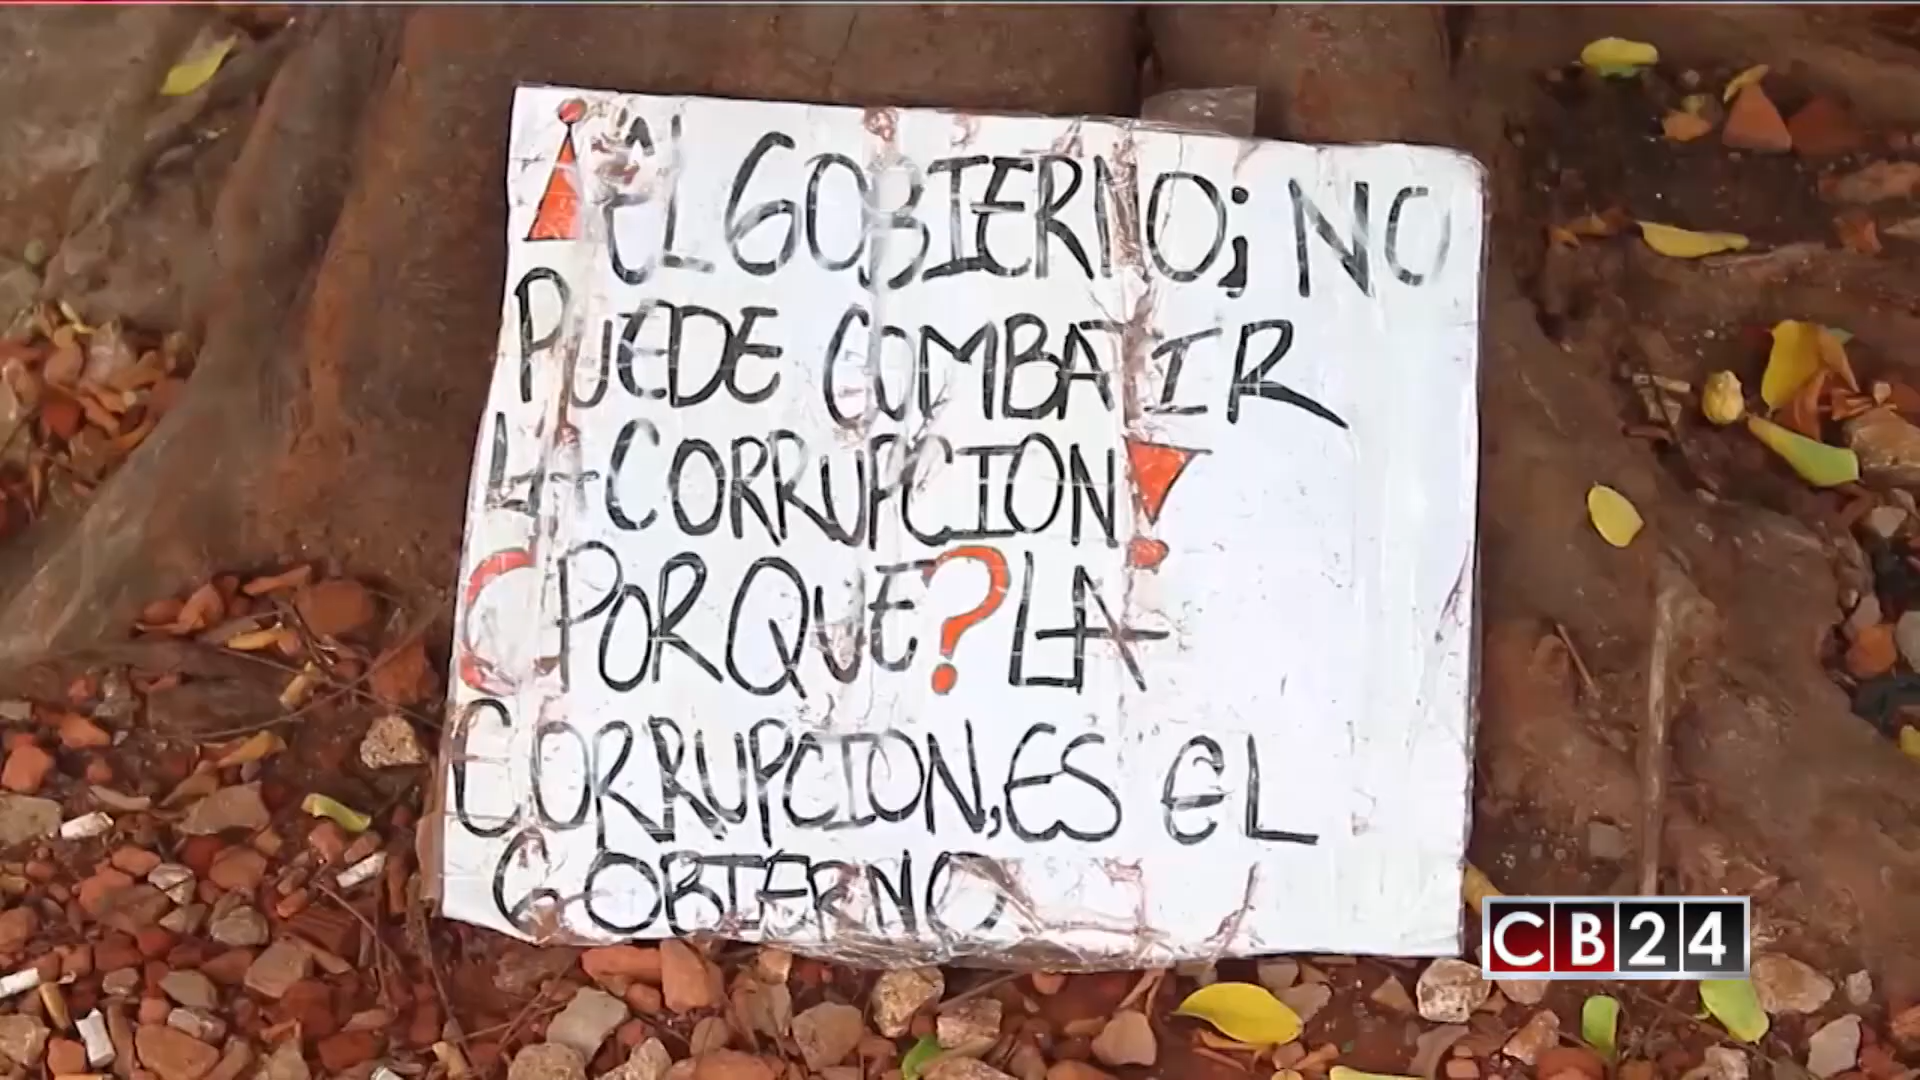 ¡EL GOBIERNO; NO
PUEDE COMBATIR
LA CORRUPCION!
¿PORQUE? LA
CORRUPCION, ES EL
GOBIERNO
CB24